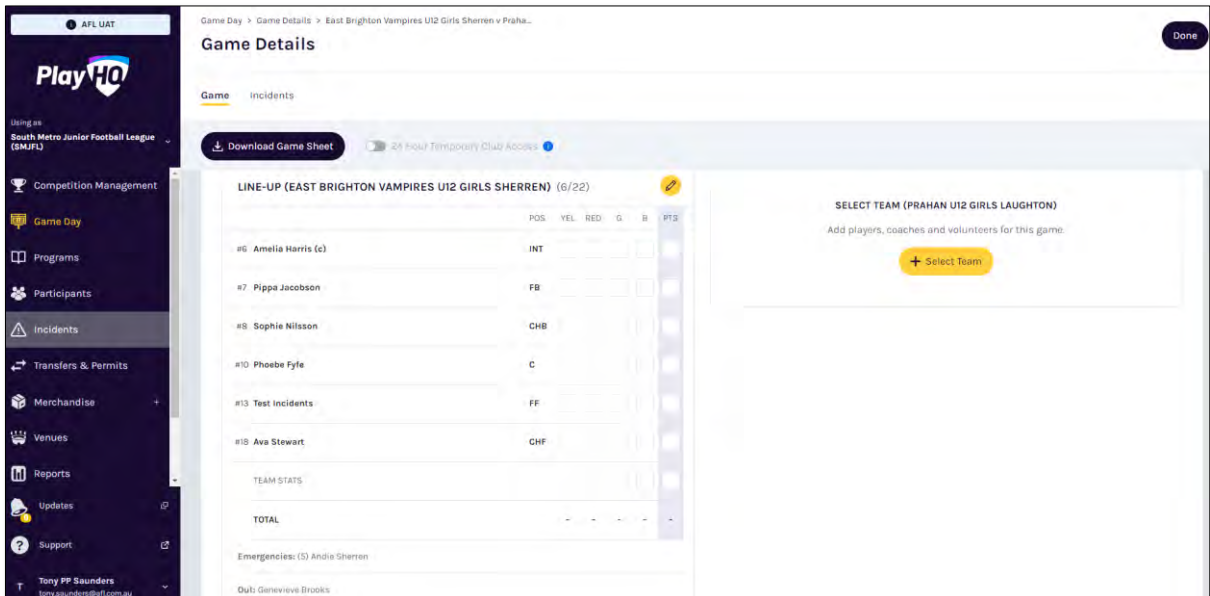 AFL UAT
PlayHQ
Using as
South Metro Junior Football League
(SMJFL)
Competition Management
Game Day
Programs
Participants
Incidents
Transfers & Permits
Merchandise +
Venues
Reports
Updates
Support
T Tony PP Saunders
tony.saunders@afl.com.au
Game Day > Game Details > East Brighton Vampires U12 Girls Sherren v Praha...
Game Details
Done
Game Incidents
Download Game Sheet 24 Hour Temporary Club Access
LINE-UP (EAST BRIGHTON VAMPIRES U12 GIRLS SHERREN) (6/22)
POS YEL RED G B PTS
#6 Amelia Harris (c) INT
#7 Pippa Jacobson FB
#8 Sophie Nilsson CHB
#10 Phoebe Fyfe C
#13 Test Incidents FF
#18 Ava Stewart CHF
TEAM STATS
TOTAL - - - - -
Emergencies: (5) Andie Sherren
Out: Genevieve Brooks
SELECT TEAM (PRAHAN U12 GIRLS LAUGHTON)
Add players, coaches and volunteers for this game.
+ Select Team